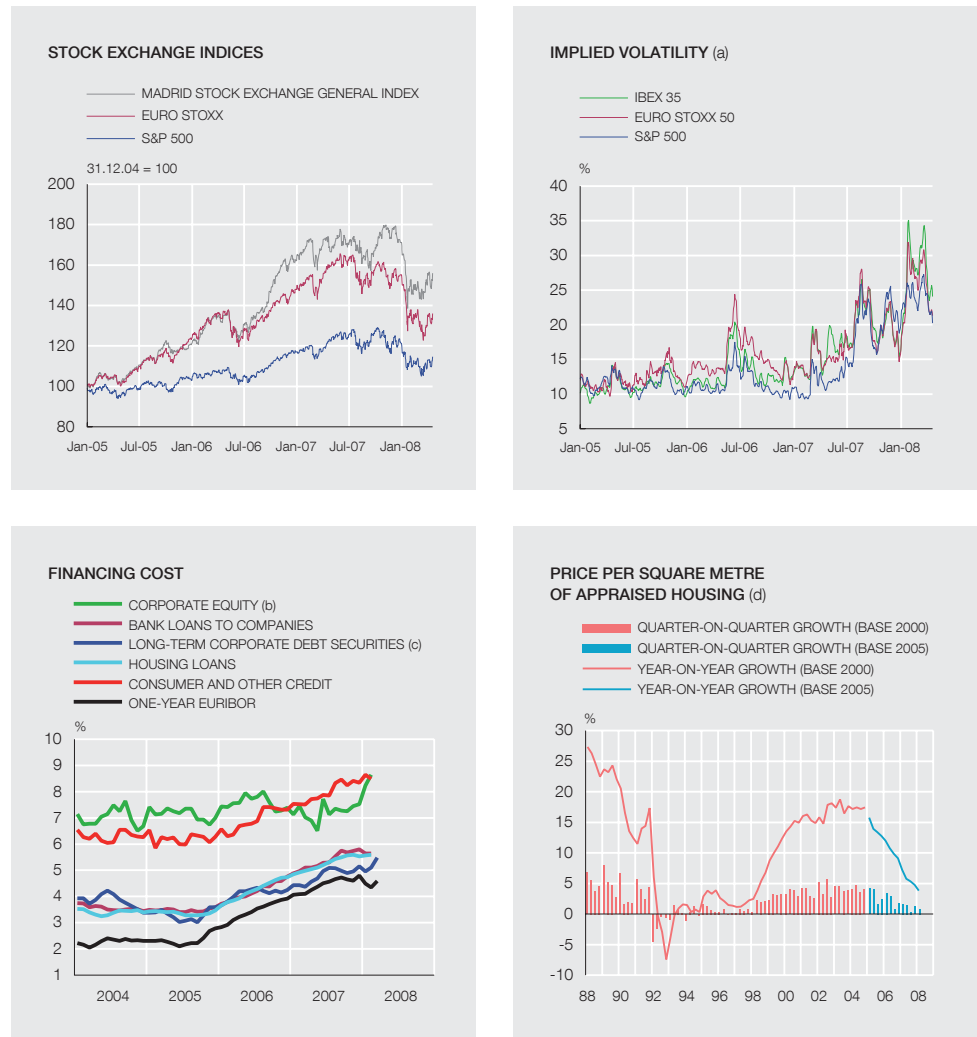 STOCK EXCHANGE INDICES
MADRID STOCK EXCHANGE GENERAL INDEX
EURO STOXX
S&P 500
31.12.04 = 100
200
180
160
140
120
100
80
Jan-05 Jul-05 Jan-06 Jul-06 Jan-07 Jul-07 Jan-08
IMPLIED VOLATILITY (a)
IBEX 35
EURO STOXX 50
S&P 500
%
40
35
30
25
20
15
10
5
Jan-05 Jul-05 Jan-06 Jul-06 Jan-07 Jul-07 Jan-08
FINANCING COST
CORPORATE EQUITY (b)
BANK LOANS TO COMPANIES
LONG-TERM CORPORATE DEBT SECURITIES (c)
HOUSING LOANS
CONSUMER AND OTHER CREDIT
ONE-YEAR EURIBOR
%
10
9
8
7
6
5
4
3
2
1
2004 2005 2006 2007 2008
PRICE PER SQUARE METRE
OF APPRAISED HOUSING (d)
QUARTER-ON-QUARTER GROWTH (BASE 2000)
QUARTER-ON-QUARTER GROWTH (BASE 2005)
YEAR-ON-YEAR GROWTH (BASE 2000)
YEAR-ON-YEAR GROWTH (BASE 2005)
%
30
25
20
15
10
5
0
-5
-10
88 90 92 94 96 98 00 02 04 06 08